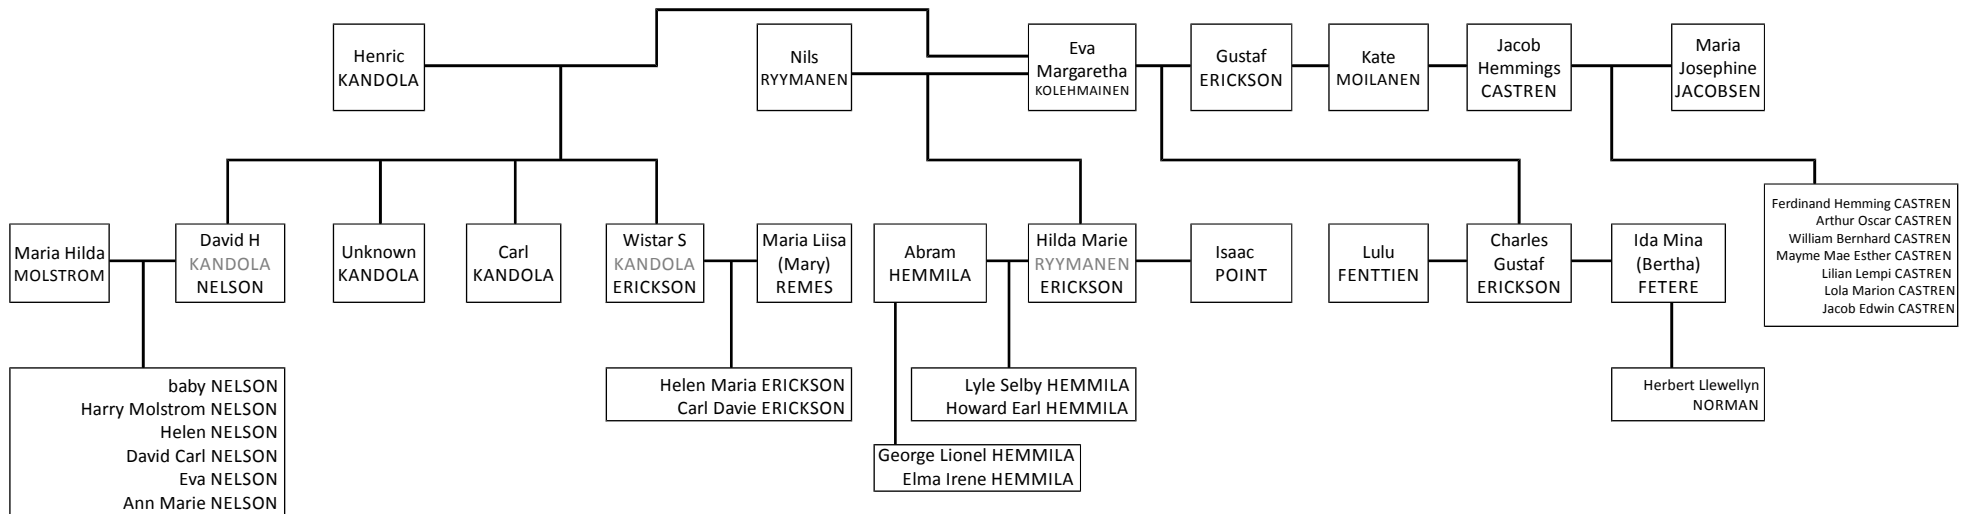 Henric
KANDOLA
Nils
RYYMANEN
Eva
Margaretha
KOLEHMAINEN
Gustaf
ERICKSON
Kate
MOILANEN
Jacob
Hemmings
CASTREN
Maria
Josephine
JACOBSEN
Maria Hilda
MOLSTROM
David H
KANDOLA
NELSON
Unknown
KANDOLA
Carl
KANDOLA
Wistar S
KANDOLA
ERICKSON
Maria Liisa
(Mary)
REMES
Abram
HEMMILA
Hilda Marie
RYYMANEN
ERICKSON
Isaac
POINT
Lulu
FENTTIEN
Charles
Gustaf
ERICKSON
Ida Mina
(Bertha)
FETERE
Ferdinand Hemming CASTREN
Arthur Oscar CASTREN
William Bernhard CASTREN
Mayme Mae Esther CASTREN
Lilian Lempi CASTREN
Lola Marion CASTREN
Jacob Edwin CASTREN
baby NELSON
Harry Molstrom NELSON
Helen NELSON
David Carl NELSON
Eva NELSON
Ann Marie NELSON
Helen Maria ERICKSON
Carl Davie ERICKSON
Lyle Selby HEMMILA
Howard Earl HEMMILA
George Lionel HEMMILA
Elma Irene HEMMILA
Herbert Llewellyn
NORMAN